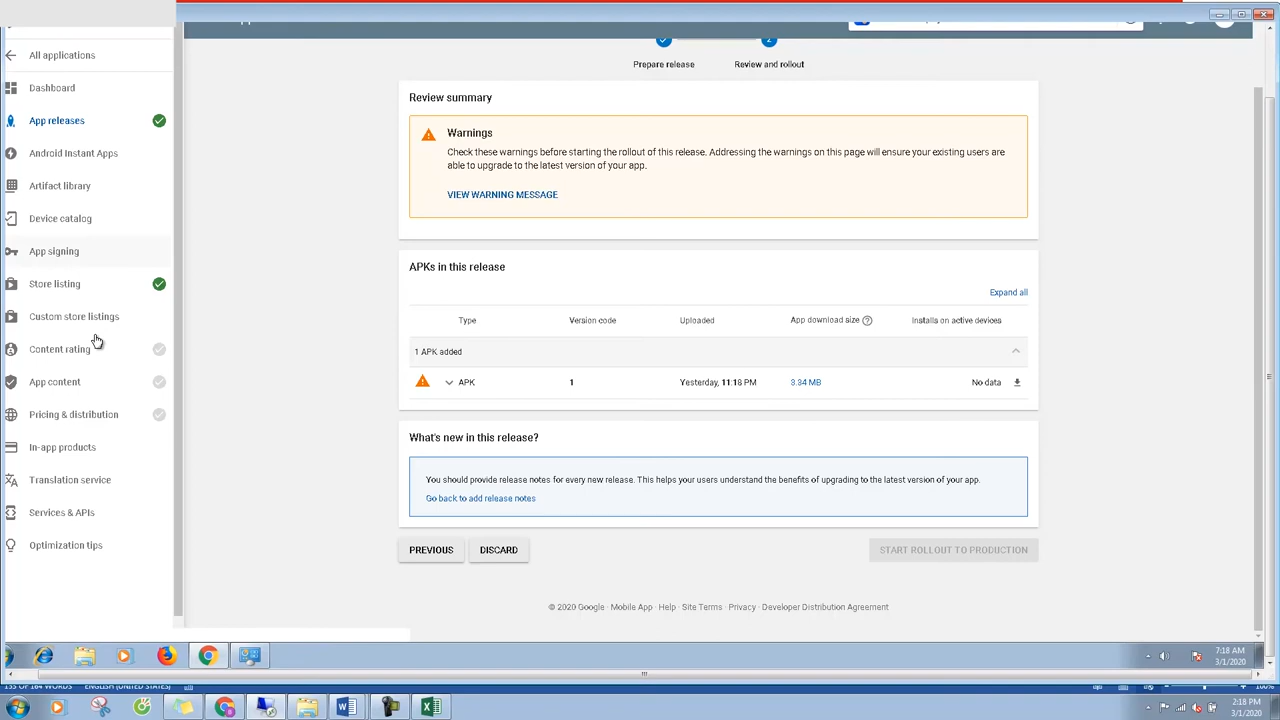 All applications
Dashboard
App releases
Android Instant Apps
Artifact library
Device catalog
App signing
Store listing
Custom store listings
Content rating
App content
Pricing & distribution
In-app products
Translation service
Services & APIs
Optimization tips
2
Prepare release
Review and rollout
Review summary
Warnings
Check these warnings before starting the rollout of this release. Addressing the warnings on this page will ensure your existing users are
able to upgrade to the latest version of your app.
VIEW WARNING MESSAGE
APKs in this release
Expand all
Type Version code Uploaded App download size Installs on active devices
1 APK added
APK 1 Yesterday, 11:18 PM 3.34 MB No data
What's new in this release?
You should provide release notes for every new release. This helps your users understand the benefits of upgrading to the latest version of your app.
Go back to add release notes
PREVIOUS DISCARD START ROLLOUT TO PRODUCTION
© 2020 Google · Mobile App · Help · Site Terms · Privacy · Developer Distribution Agreement
7:18 AM
3/1/2020
155 OF 164 WORDS ENGLISH (UNITED STATES) 100%
2:18 PM
3/1/2020